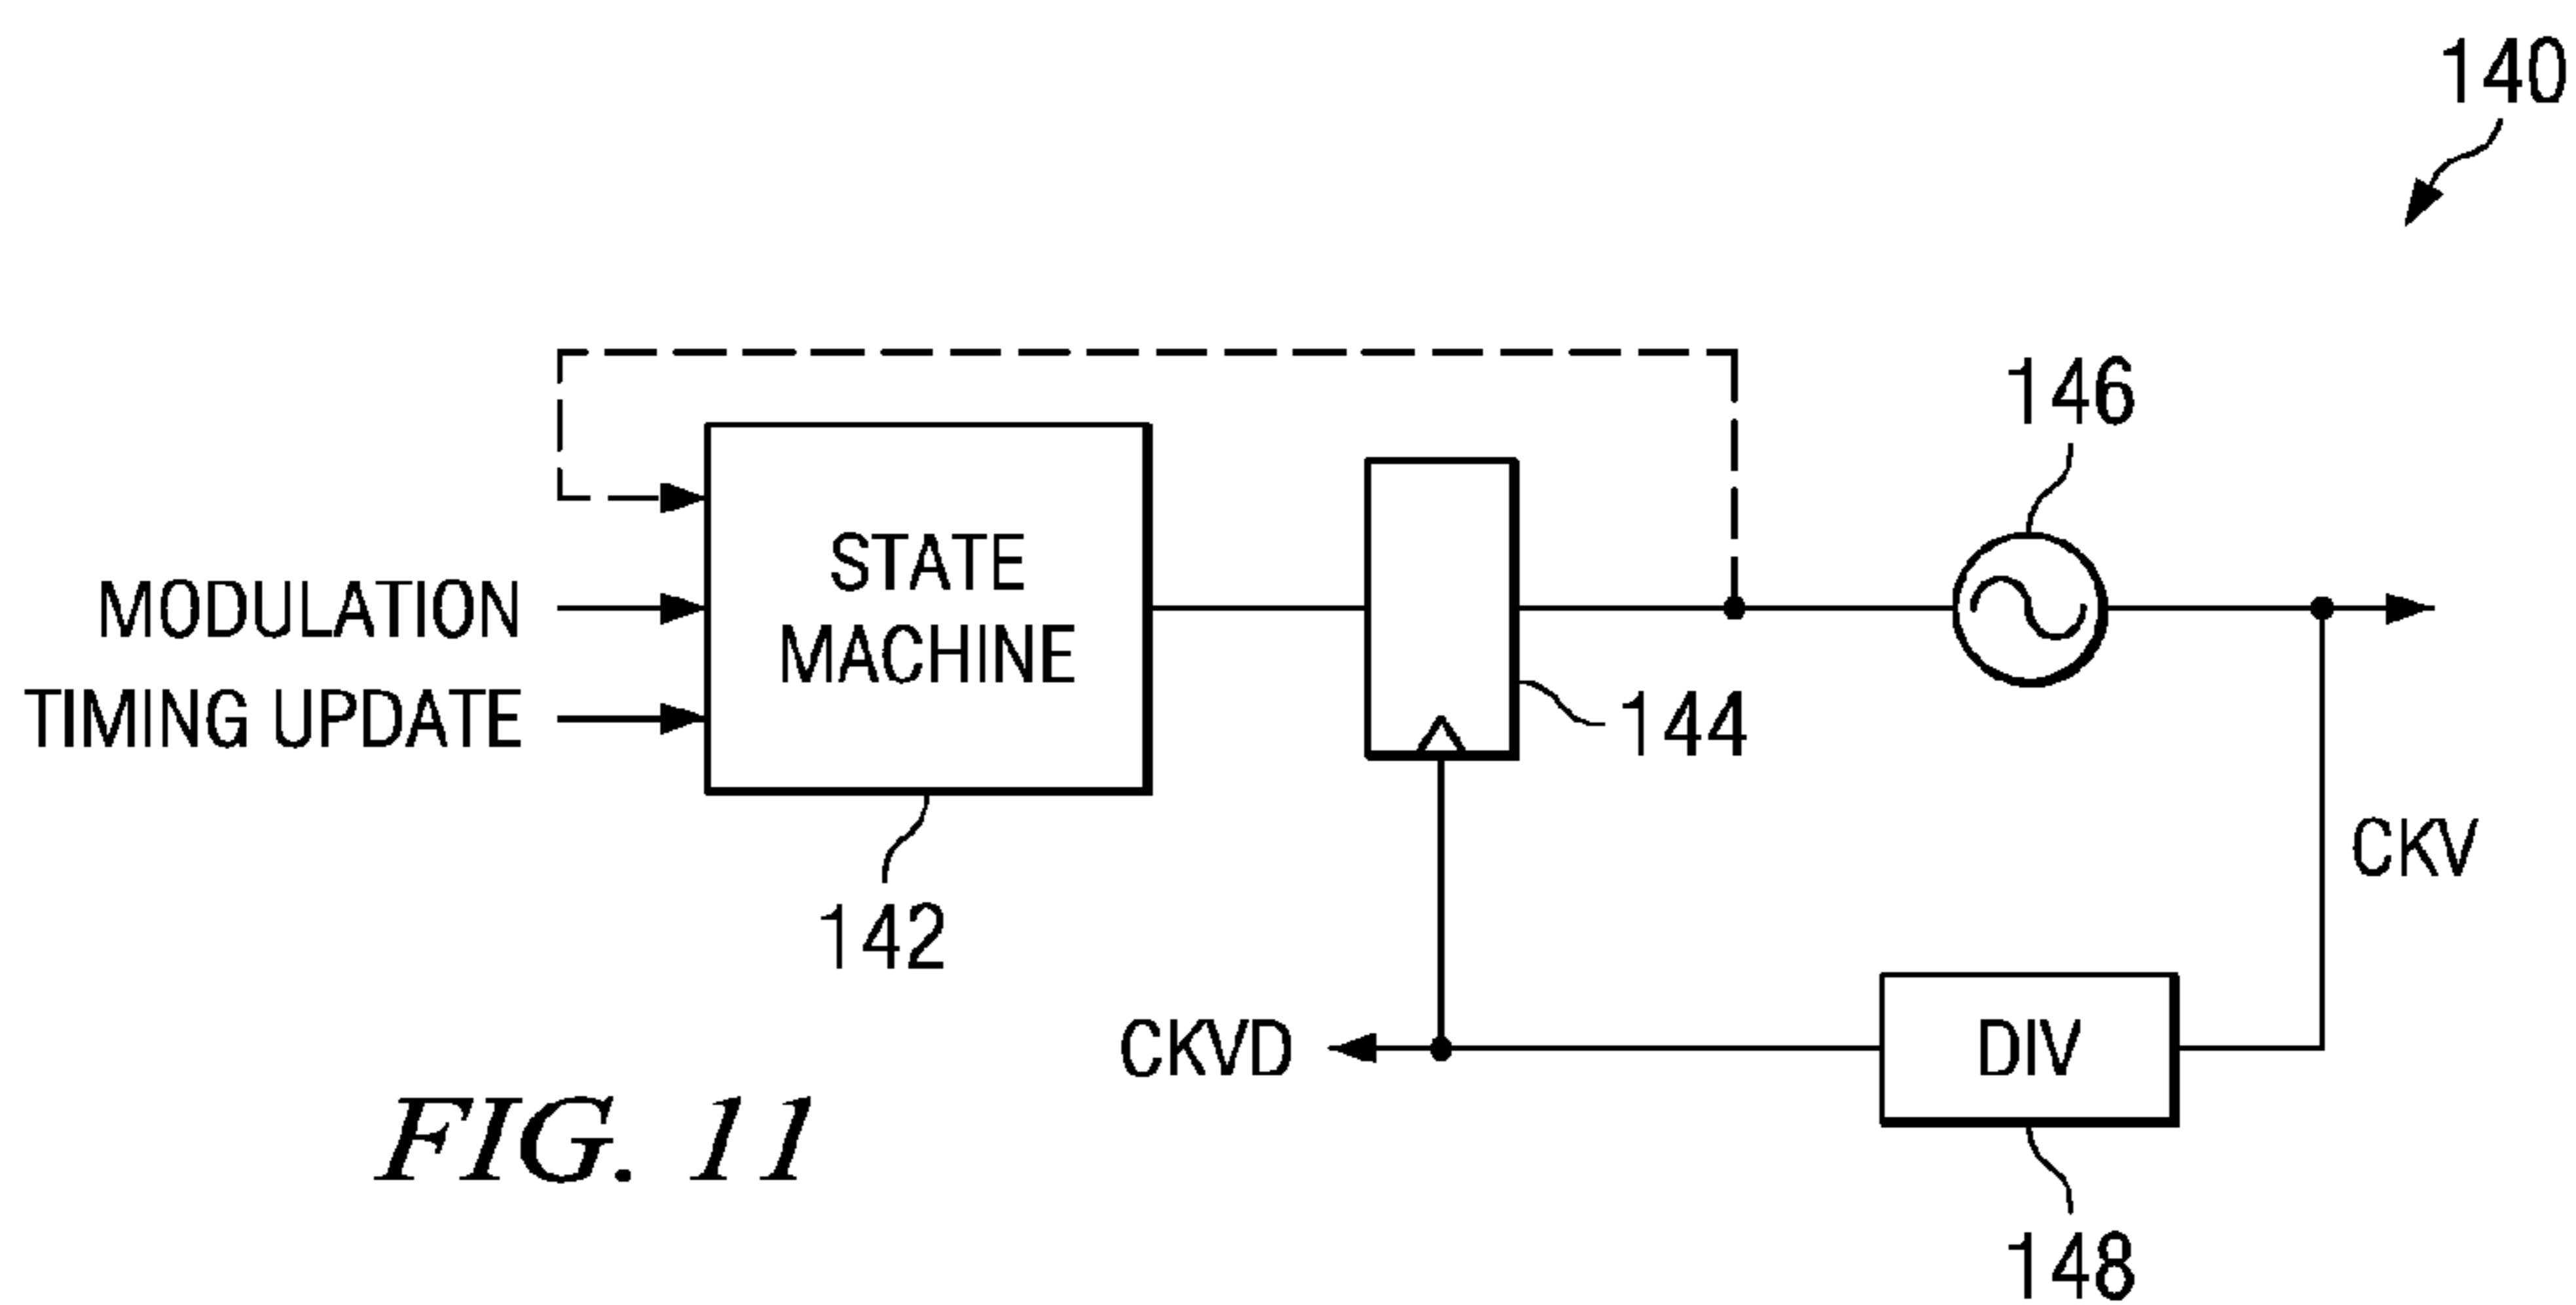 140
146
STATE
MACHINE
MODULATION
TIMING UPDATE
144
142
CKV
CKVD
DIV
148
FIG. 11